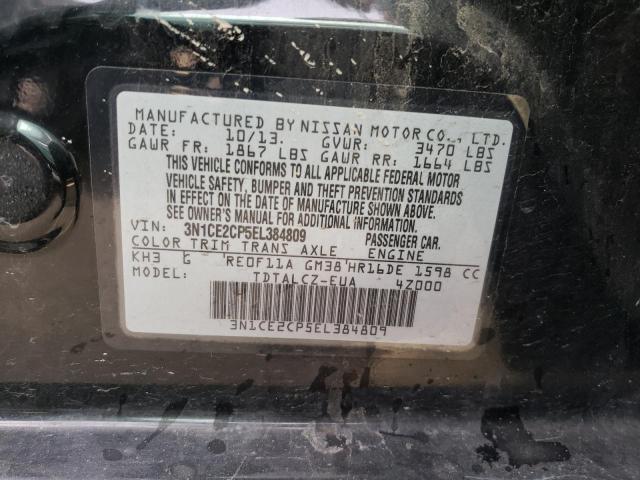 MANUFACTURED BY NISSAN MOTOR CO., LTD.
DATE: 10/13. GVWR: 3470 LBS
GAWR FR: 1867 LBS GAWR RR: 1664 LBS
THIS VEHICLE CONFORMS TO ALL APPLICABLE FEDERAL MOTOR
VEHICLE SAFETY, BUMPER AND THEFT PREVENTION STANDARDS
IN EFFECT ON THE DATE OF MANUFACTURE SHOWN ABOVE.
SEE OWNER'S MANUAL FOR ADDITIONAL INFORMATION.
VIN: 3N1CE2CP5EL384809 PASSENGER CAR.
COLOR TRIM TRANS AXLE ENGINE
KH3 G RE0F11A GM38 HR16DE 1598 CC
MODEL: TDTALCZ-EUA 4Z000
3N1CE2CP5EL384809